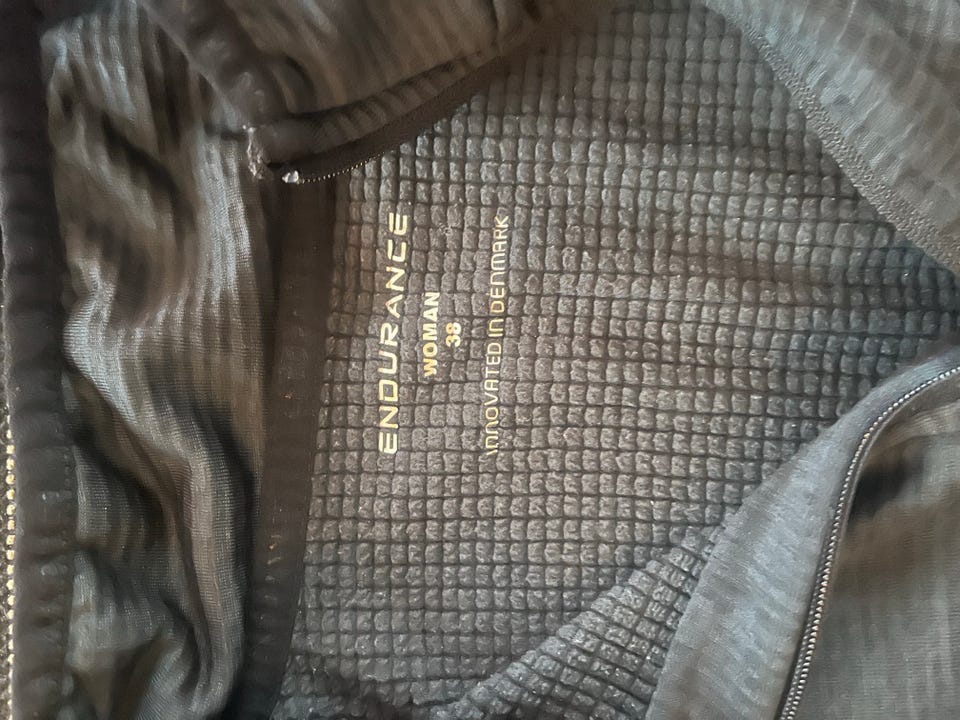 ENDURANCE
WOMAN
38
INNOVATED IN DENMARK